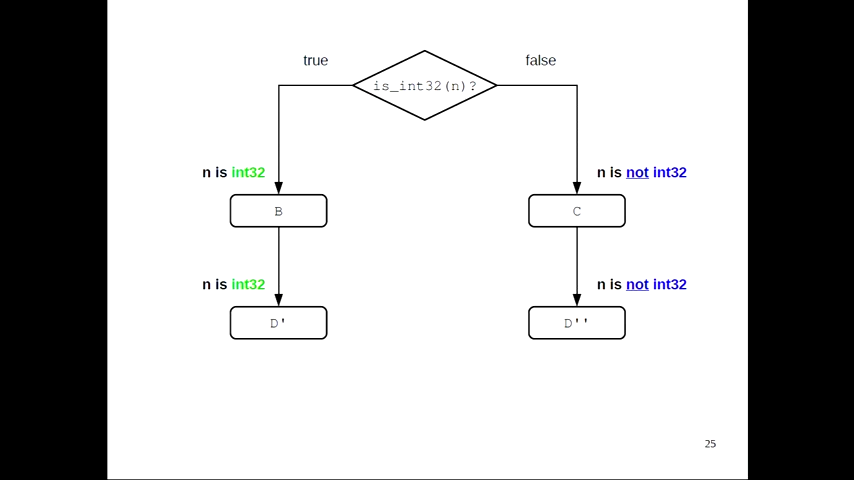 true
false
is_int32(n)?
n is int32
n is not int32
B
C
n is int32
n is not int32
D'
D''
25